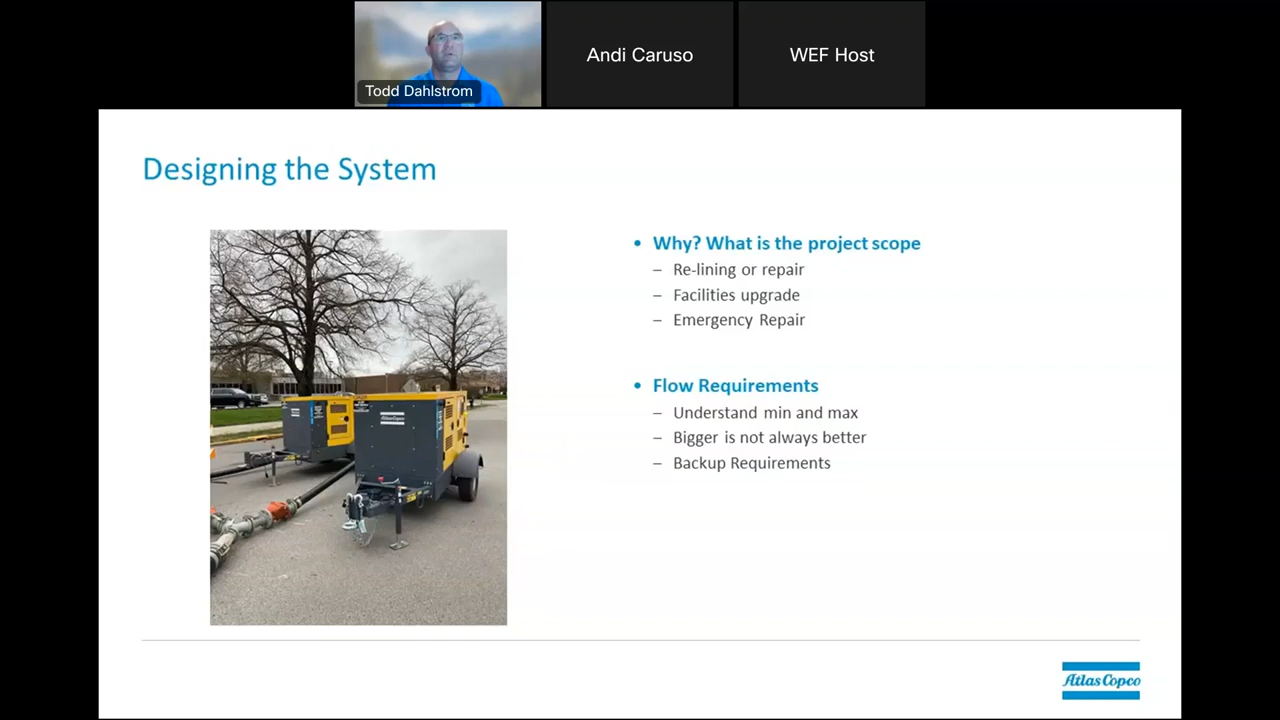 Todd Dahlstrom
Andi Caruso
WEF Host
Designing the System
• Why? What is the project scope
– Re-lining or repair
– Facilities upgrade
– Emergency Repair
• Flow Requirements
– Understand min and max
– Bigger is not always better
– Backup Requirements
Atlas Copco
Atlas Copco